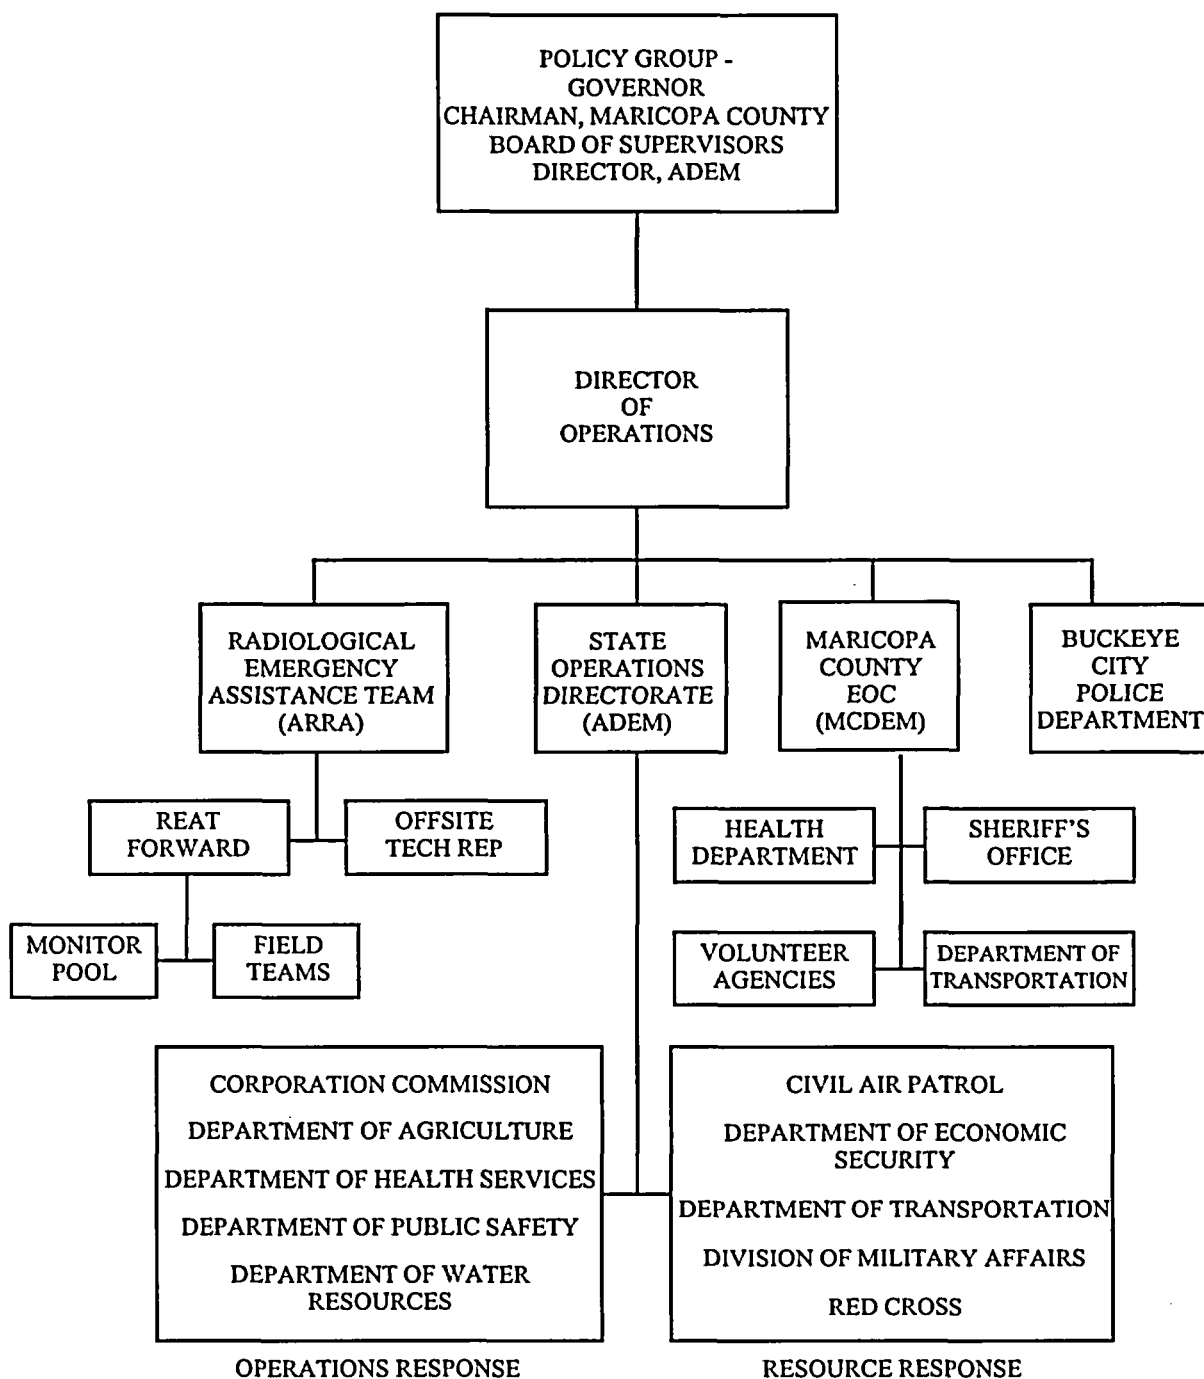 POLICY GROUP -
GOVERNOR
CHAIRMAN, MARICOPA COUNTY
BOARD OF SUPERVISORS
DIRECTOR, ADEM
DIRECTOR
OF
OPERATIONS
RADIOLOGICAL
EMERGENCY
ASSISTANCE TEAM
(ARRA)
STATE
OPERATIONS
DIRECTORATE
(ADEM)
MARICOPA
COUNTY
EOC
(MCDEM)
BUCKEYE
CITY
POLICE
DEPARTMENT
REAT
FORWARD
OFFSITE
TECH REP
HEALTH
DEPARTMENT
SHERIFF'S
OFFICE
MONITOR
POOL
FIELD
TEAMS
VOLUNTEER
AGENCIES
DEPARTMENT OF
TRANSPORTATION
CORPORATION COMMISSION
DEPARTMENT OF AGRICULTURE
DEPARTMENT OF HEALTH SERVICES
DEPARTMENT OF PUBLIC SAFETY
DEPARTMENT OF WATER
RESOURCES
OPERATIONS RESPONSE
CIVIL AIR PATROL
DEPARTMENT OF ECONOMIC
SECURITY
DEPARTMENT OF TRANSPORTATION
DIVISION OF MILITARY AFFAIRS
RED CROSS
RESOURCE RESPONSE